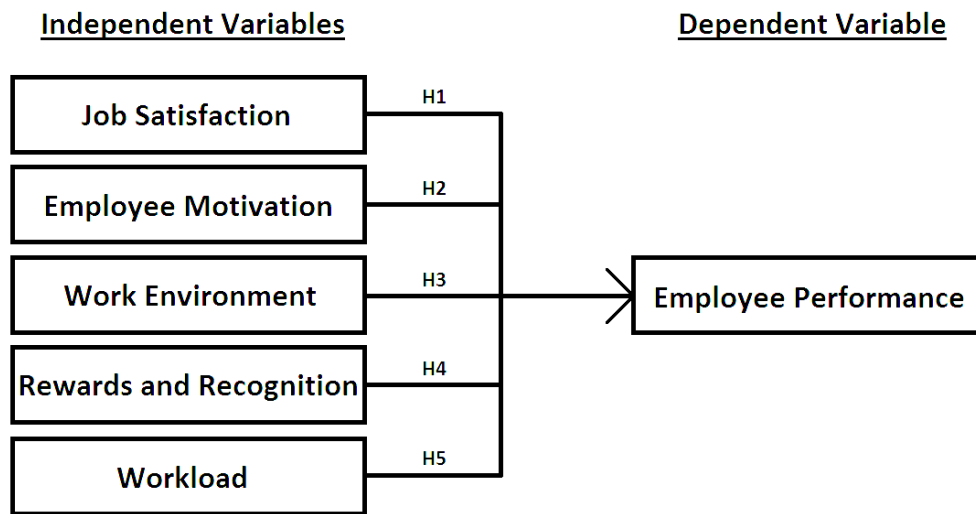 Independent Variables
Dependent Variable
Job Satisfaction
H1
Employee Motivation
H2
Work Environment
H3
Employee Performance
Rewards and Recognition
H4
Workload
H5